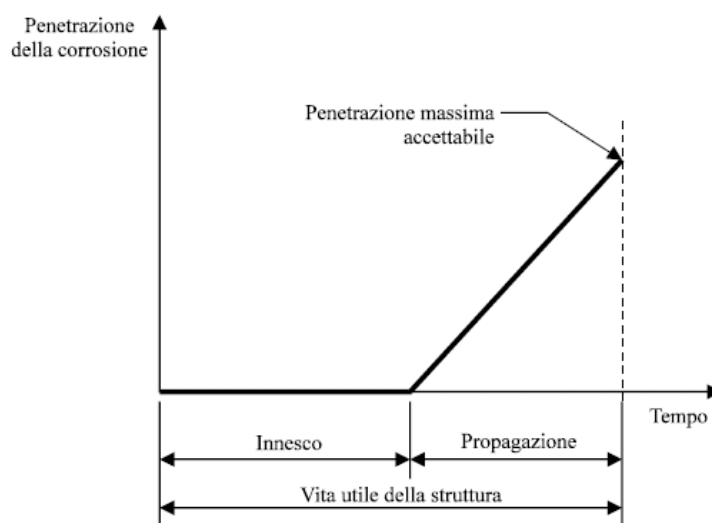 Penetrazione
della corrosione
Penetrazione massima
accettabile
Tempo
Innesco
Propagazione
Vita utile della struttura